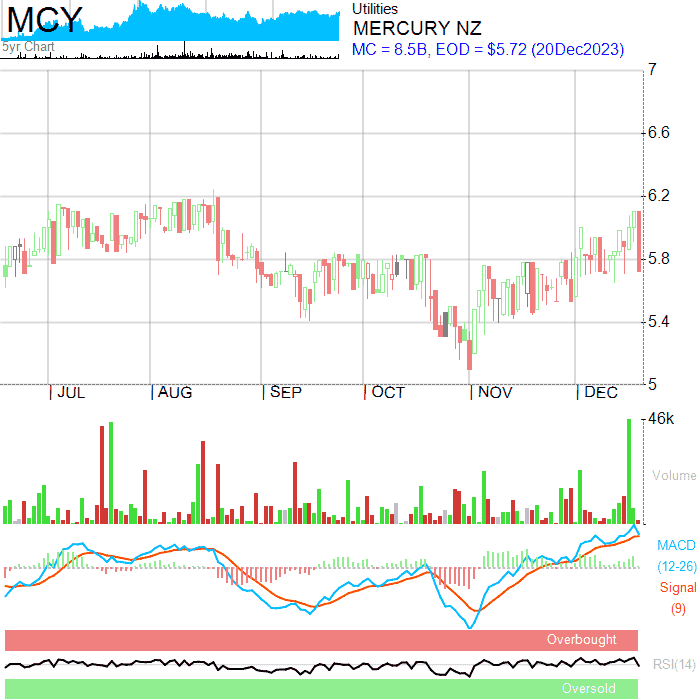 MCY
5yr Chart
Utilities
MERCURY NZ
MC = 8.5B, EOD = $5.72 (20Dec2023)
7
6.6
6.2
5.8
5.4
5
JUL AUG SEP OCT NOV DEC
46k
Volume
MACD
(12-26)
Signal
(9)
Overbought
RSI(14)
Oversold